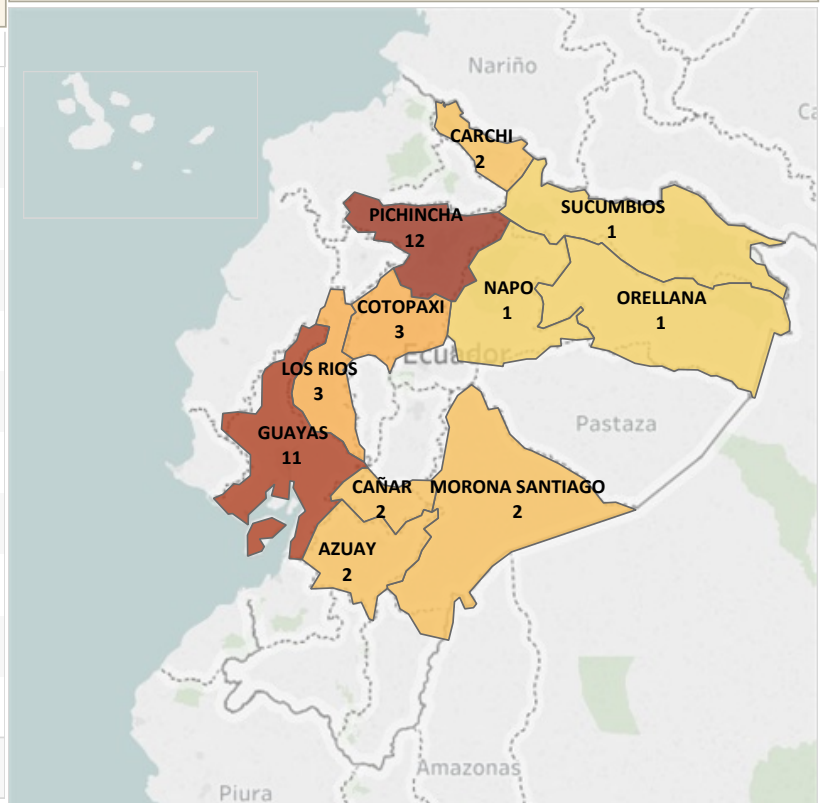 Nariño
Ca
CARCHI
2
PICHINCHA
12
SUCUMBIOS
1
NAPO
1
ORELLANA
1
COTOPAXI
3
Ecuador
LOS RIOS
3
Pastaza
GUAYAS
11
CAÑAR
2
MORONA SANTIAGO
2
AZUAY
2
Amazonas
Piura